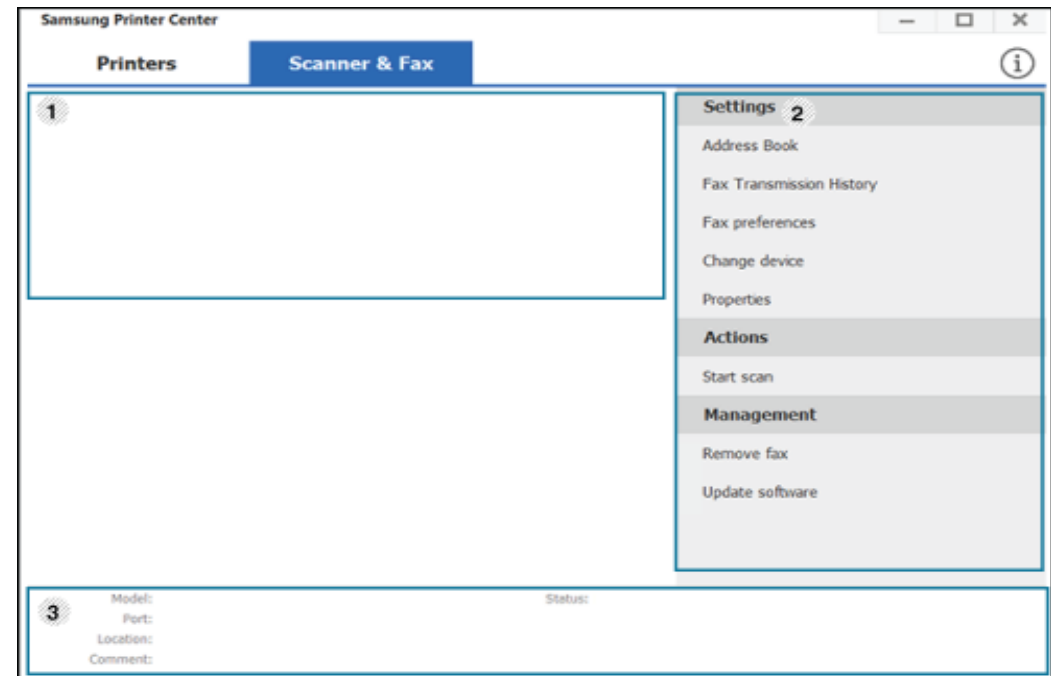 Samsung Printer Center
Printers
Scanner & Fax
1
Settings 2
Address Book
Fax Transmission History
Fax preferences
Change device
Properties
Actions
Start scan
Management
Remove fax
Update software
3
Model:
Status:
Port:
Location:
Comment: